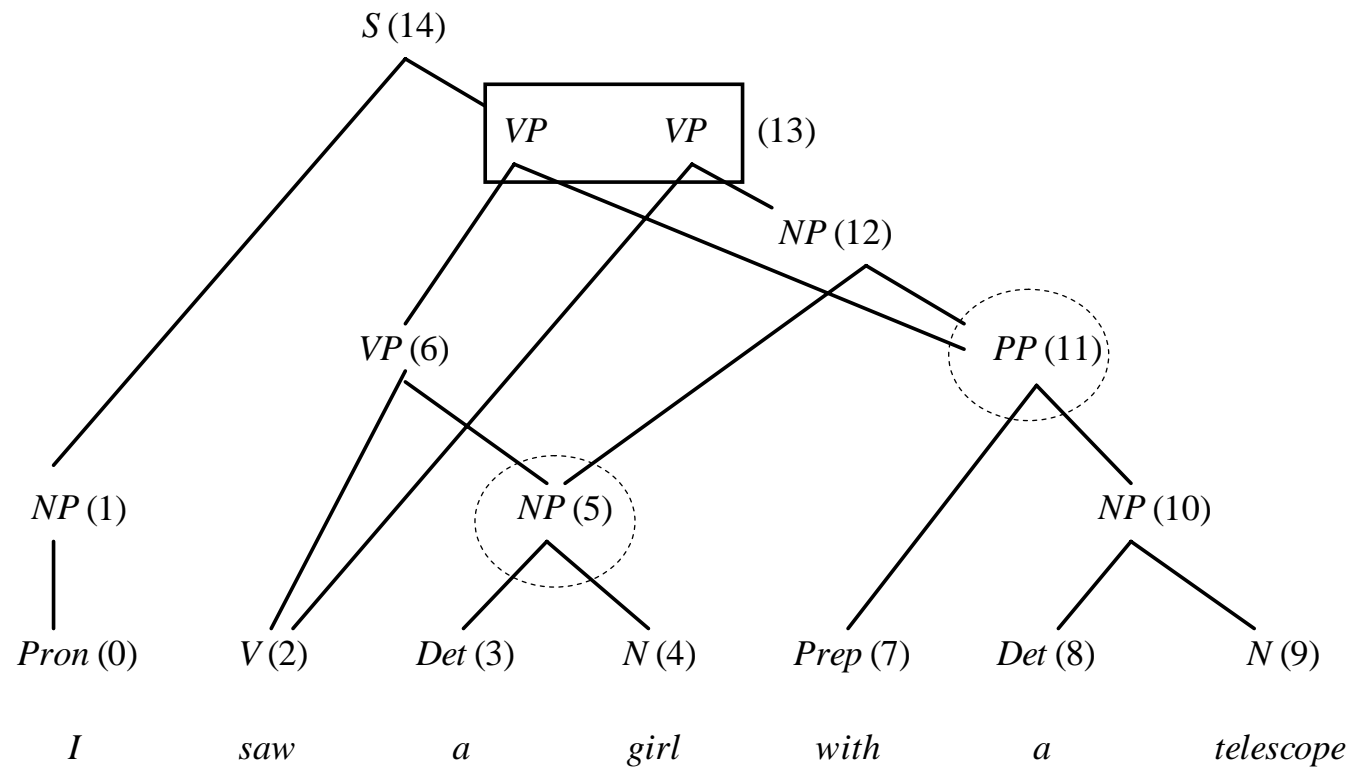 S (14)
VP VP (13)
NP (12)
VP (6) PP (11)
NP (1) NP (5) NP (10)
Pron (0) V (2) Det (3) N (4) Prep (7) Det (8) N (9)
I saw a girl with a telescope